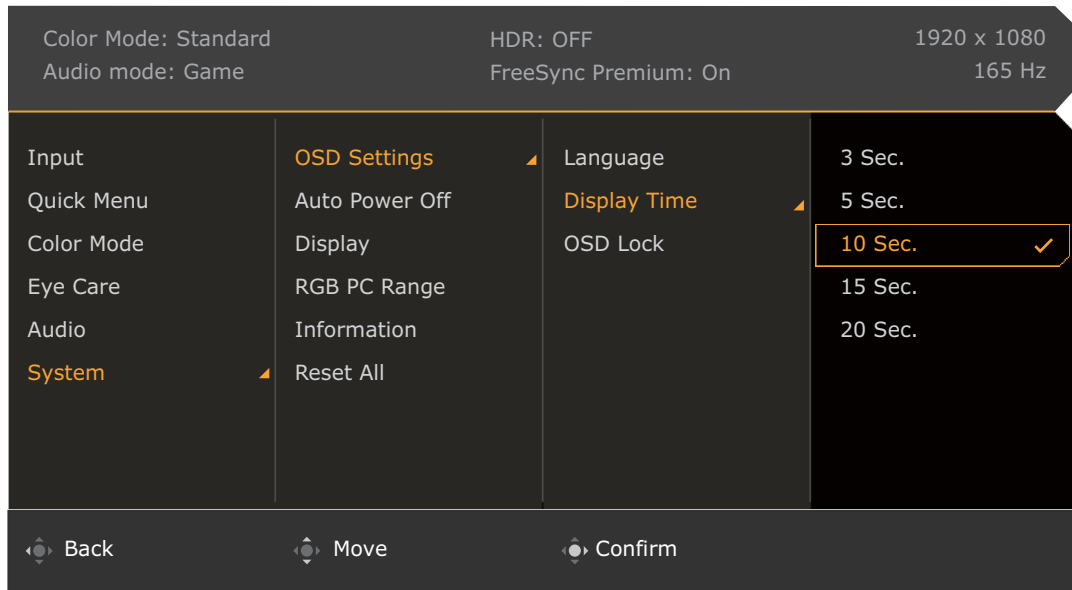 Color Mode: Standard
Audio mode: Game
HDR: OFF
FreeSync Premium: On
1920 x 1080
165 Hz
Input
Quick Menu
Color Mode
Eye Care
Audio
System
OSD Settings
Auto Power Off
Display
RGB PC Range
Information
Reset All
Language
Display Time
OSD Lock
3 Sec.
5 Sec.
10 Sec.
15 Sec.
20 Sec.
Back
Move
Confirm